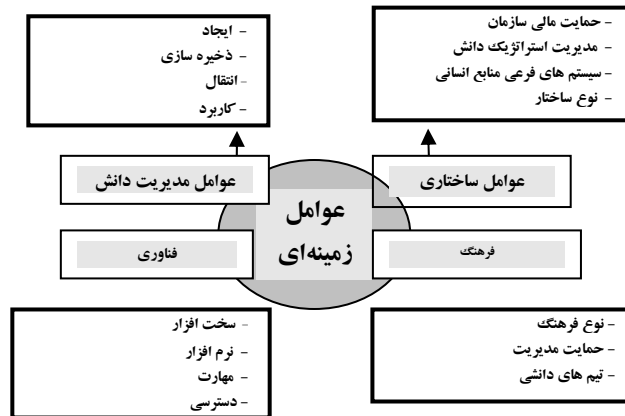 - حمایت مالی سازمان
- مدیریت استراتژیک دانش
- سیستم های فرعی منابع انسانی
- نوع ساختار
- ایجاد
- ذخیره سازی
- انتقال
- کاربرد
عوامل ساختاری
عوامل مدیریت دانش
عوامل
زمینه‌ای
فرهنگ
فناوری
- نوع فرهنگ
- حمایت مدیریت
- تیم های دانشی
- سخت افزار
- نرم افزار
- مهارت
- دسترسی